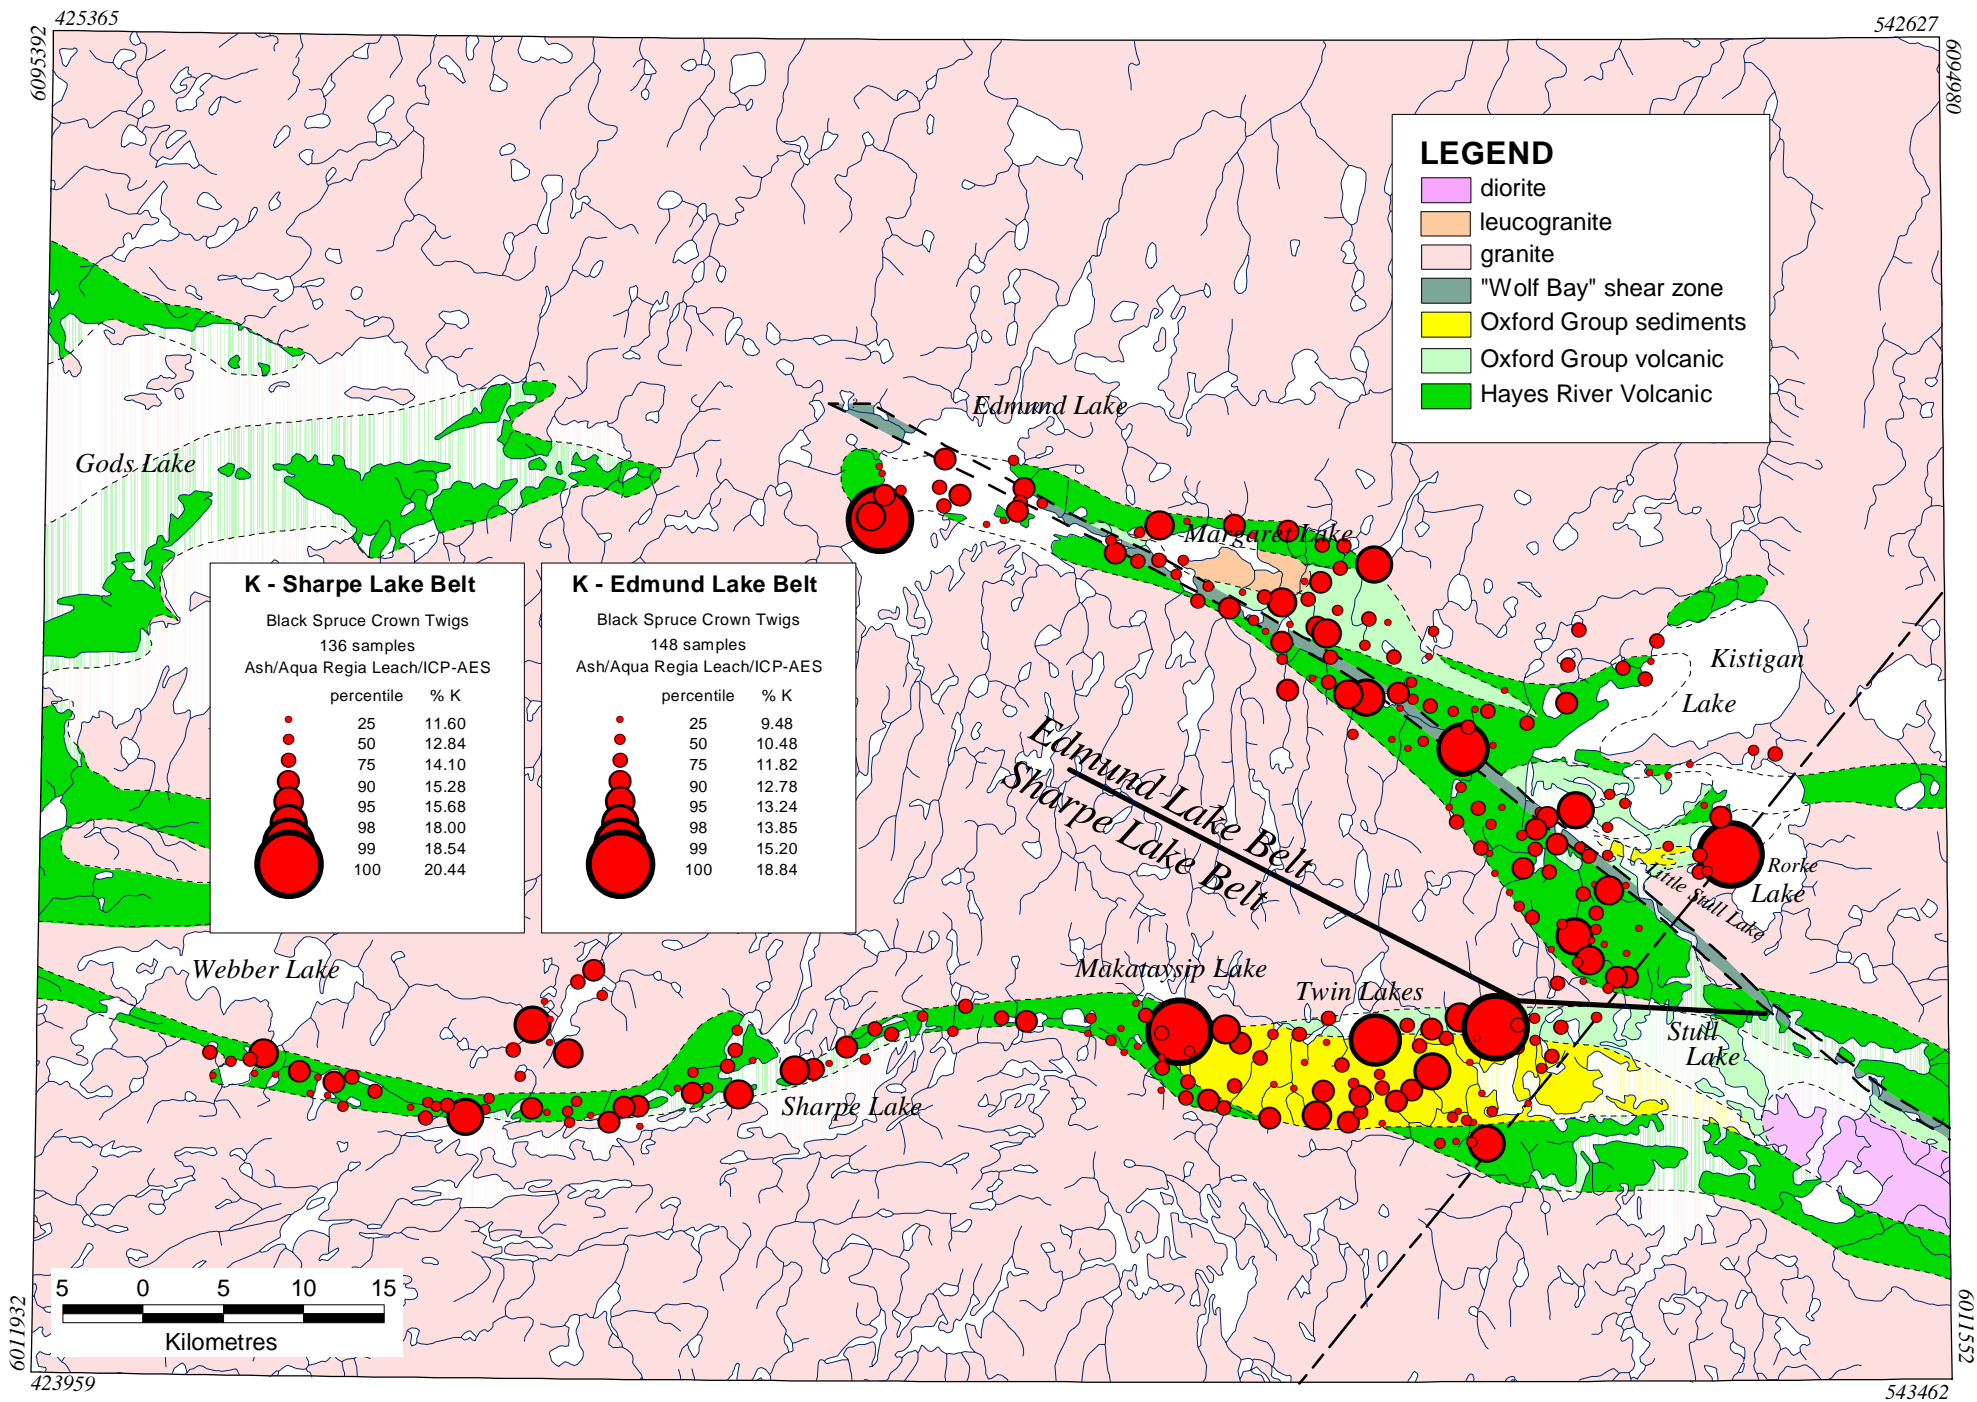 425365
542627
6095392
6094980
LEGEND
diorite
leucogranite
granite
"Wolf Bay" shear zone
Oxford Group sediments
Oxford Group volcanic
Hayes River Volcanic
Edmund Lake
Gods Lake
Margaret Lake
K - Sharpe Lake Belt
Black Spruce Crown Twigs
136 samples
Ash/Aqua Regia Leach/ICP-AES
percentile % K
25 11.60
50 12.84
75 14.10
90 15.28
95 15.68
98 18.00
99 18.54
100 20.44
K - Edmund Lake Belt
Black Spruce Crown Twigs
148 samples
Ash/Aqua Regia Leach/ICP-AES
percentile % K
25 9.48
50 10.48
75 11.82
90 12.78
95 13.24
98 13.85
99 15.20
100 18.84
Kistigan
Lake
Edmund Lake Belt
Sharpe Lake Belt
Rorke
Lake
Little Stull Lake
Webber Lake
Makataysip Lake
Twin Lakes
Stull
Lake
Sharpe Lake
5 0 5 10 15
Kilometres
6011932
6011552
423959
543462